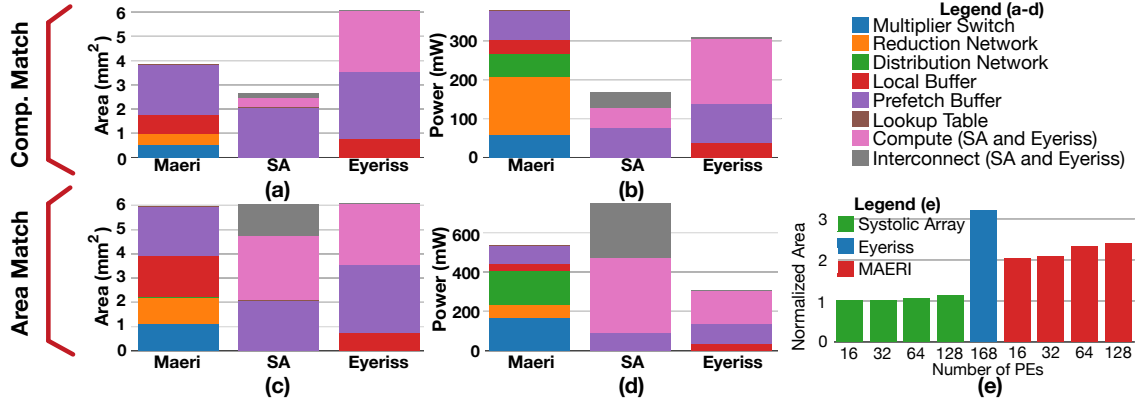 Comp. Match
Area (mm2)
6
5
4
3
2
1
0
Maeri
SA
Eyeriss
(a)
Power (mW)
300
200
100
0
Maeri
SA
Eyeriss
(b)
Legend (a-d)
Multiplier Switch
Reduction Network
Distribution Network
Local Buffer
Prefetch Buffer
Lookup Table
Compute (SA and Eyeriss)
Interconnect (SA and Eyeriss)
Area Match
Area (mm2)
6
5
4
3
2
1
0
Maeri
SA
Eyeriss
(c)
Power (mW)
600
400
200
0
Maeri
SA
Eyeriss
(d)
Legend (e)
Systolic Array
Eyeriss
MAERI
Normalized Area
3
2
1
0
16 32 64 128 168 16 32 64 128
Number of PEs
(e)